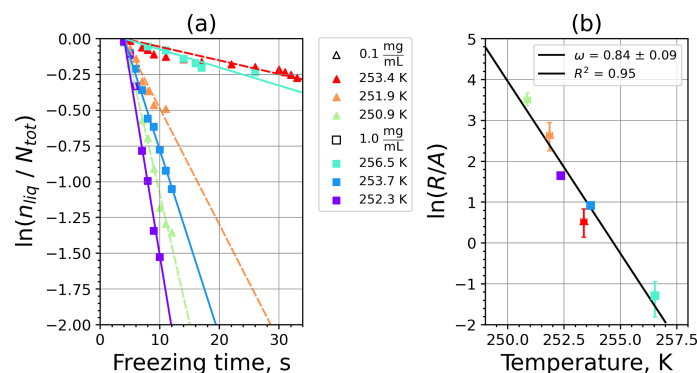 (a)
0.00
−0.25
−0.50
−0.75
−1.00
−1.25
−1.50
−1.75
−2.00
ln(n_liq / N_tot)
0 10 20 30
Freezing time, s
0.1 mg/mL
253.4 K
251.9 K
250.9 K
1.0 mg/mL
256.5 K
253.7 K
252.3 K
(b)
5
4
3
2
1
0
−1
−2
ln(R/A)
ω = 0.84 ± 0.09
R² = 0.95
250.0 252.5 255.0 257.5
Temperature, K